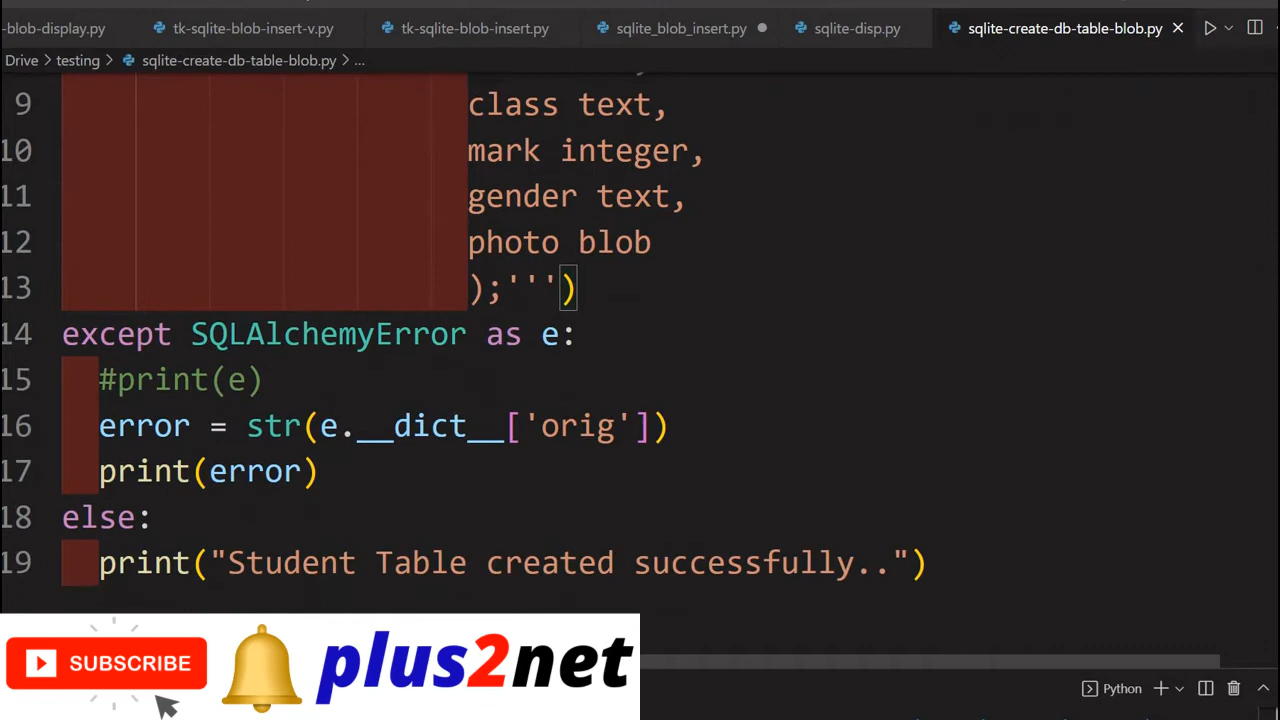 -blob-display.py tk-sqlite-blob-insert-v.py tk-sqlite-blob-insert.py sqlite_blob_insert.py sqlite-disp.py sqlite-create-db-table-blob.py
Drive > testing > sqlite-create-db-table-blob.py > ...
9 class text,
10 mark integer,
11 gender text,
12 photo blob
13 );''')
14 except SQLAlchemyError as e:
15 #print(e)
16 error = str(e.__dict__['orig'])
17 print(error)
18 else:
19 print("Student Table created successfully..")
SUBSCRIBE plus2net
Python